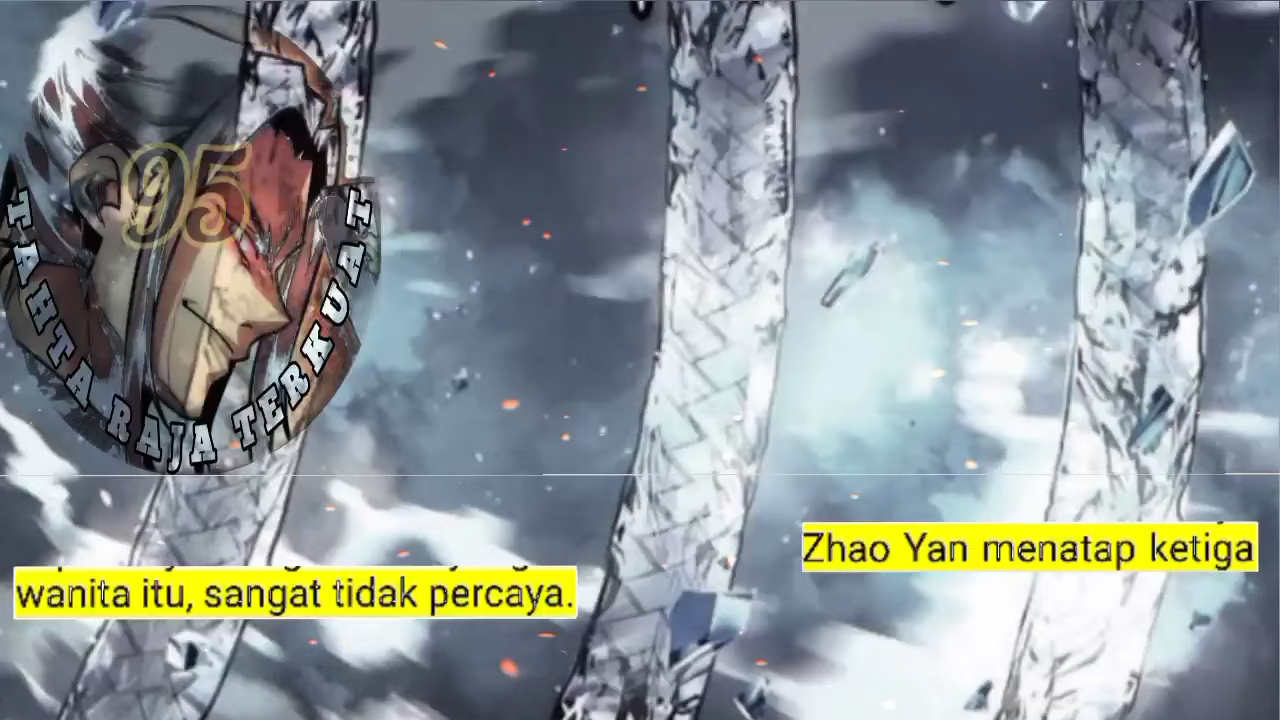 95
TAHTA RAJA TERKUAT
Zhao Yan menatap ketiga
wanita itu, sangat tidak percaya.